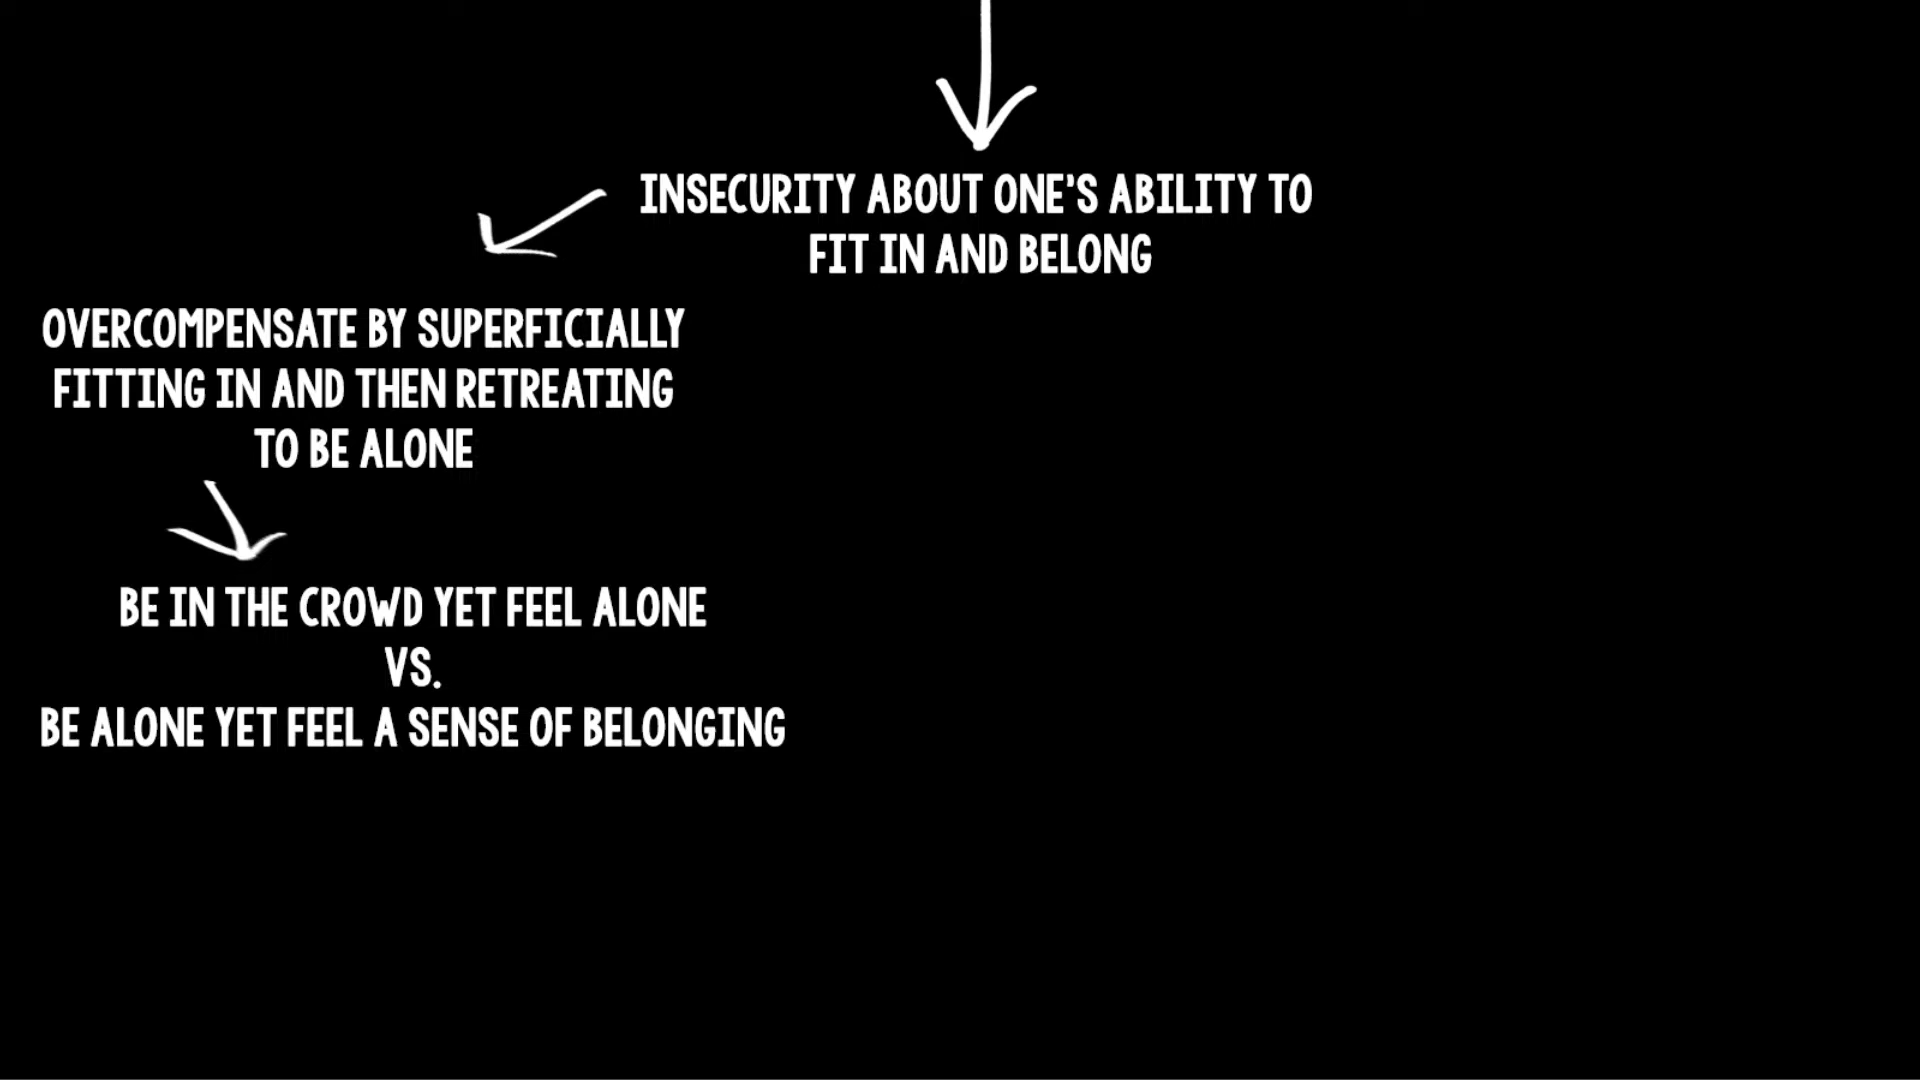 INSECURITY ABOUT ONE'S ABILITY TO
FIT IN AND BELONG
OVERCOMPENSATE BY SUPERFICIALLY
FITTING IN AND THEN RETREATING
TO BE ALONE
BE IN THE CROWD YET FEEL ALONE
VS.
BE ALONE YET FEEL A SENSE OF BELONGING